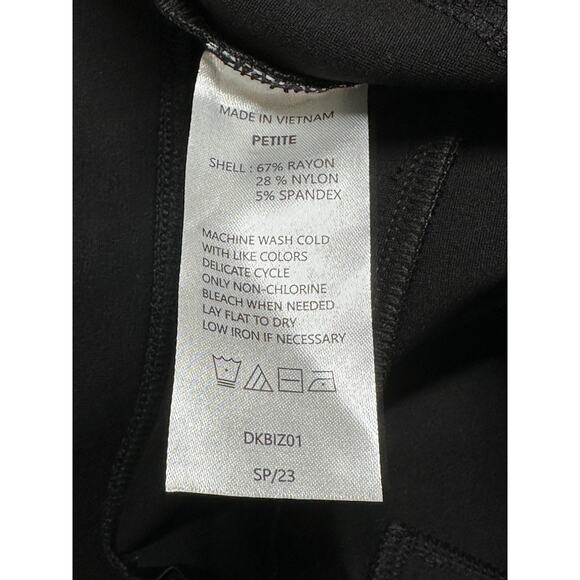 MADE IN VIETNAM
PETITE
SHELL : 67% RAYON
28 % NYLON
5% SPANDEX
MACHINE WASH COLD
WITH LIKE COLORS
DELICATE CYCLE
ONLY NON-CHLORINE
BLEACH WHEN NEEDED
LAY FLAT TO DRY
LOW IRON IF NECESSARY
DKBIZ01
SP/23